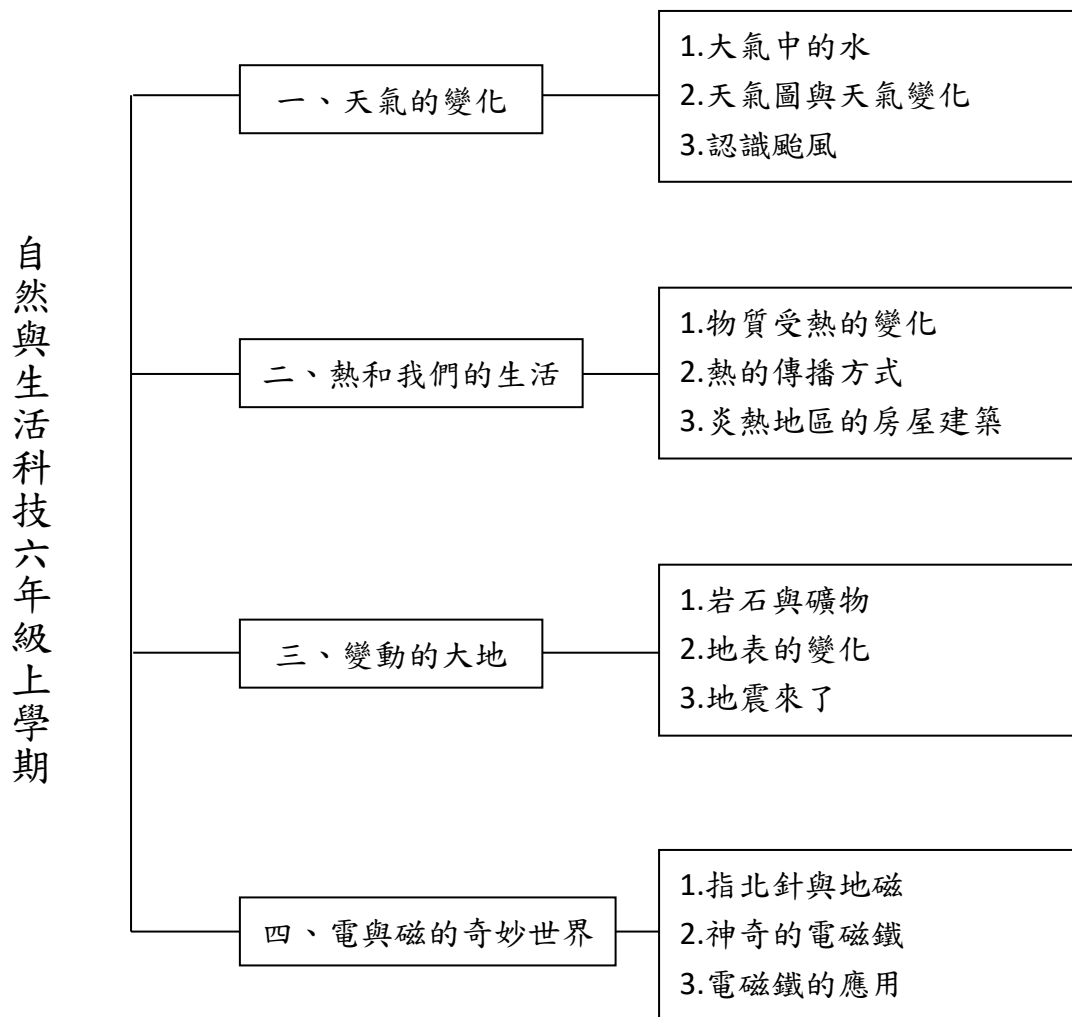 自然與生活科技六年級上學期
一、天氣的變化
1.大氣中的水
2.天氣圖與天氣變化
3.認識颱風
二、熱和我們的生活
1.物質受熱的變化
2.熱的傳播方式
3.炎熱地區的房屋建築
三、變動的大地
1.岩石與礦物
2.地表的變化
3.地震來了
四、電與磁的奇妙世界
1.指北針與地磁
2.神奇的電磁鐵
3.電磁鐵的應用